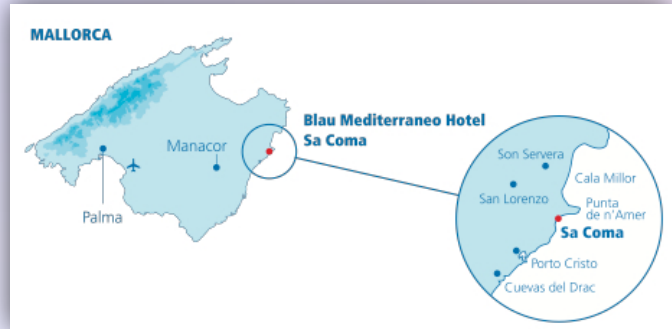 MALLORCA
Blau Mediterraneo Hotel
Sa Coma
Manacor
Palma
Son Servera
Cala Millor
San Lorenzo
Punta
de n'Amer
Sa Coma
Porto Cristo
Cuevas del Drac